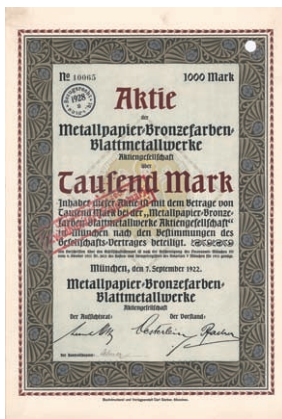 No 10065 1000 Mark
1928
Aktie
der
Metallpapier-Bronzefarben-
Blattmetallwerke
Aktiengesellschaft
über
Tausend Mark
Inhaber dieser Aktie ist mit dem Betrage von
Tausend Mark bei der „Metallpapier-Bronze-
farben-Blattmetallwerke Aktiengesellschaft"
in München nach den Bestimmungen des
Gesellschafts-Vertrages beteiligt.
München, den 7. September 1922.
Metallpapier-Bronzefarben-
Blattmetallwerke
Aktiengesellschaft
Der Aufsichtsrat: Der Vorstand: